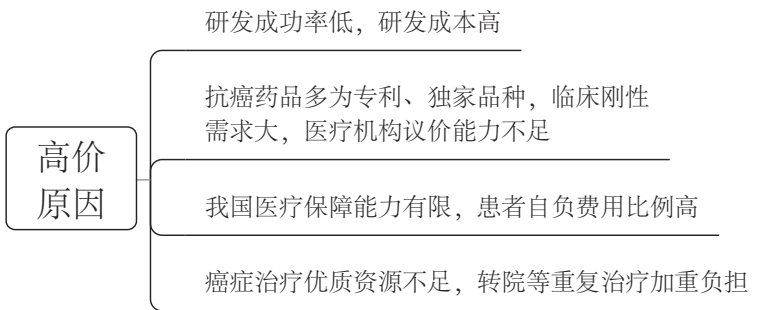 研发成功率低，研发成本高
抗癌药品多为专利、独家品种，临床刚性
需求大，医疗机构议价能力不足
高价
原因
我国医疗保障能力有限，患者自负费用比例高
癌症治疗优质资源不足，转院等重复治疗加重负担